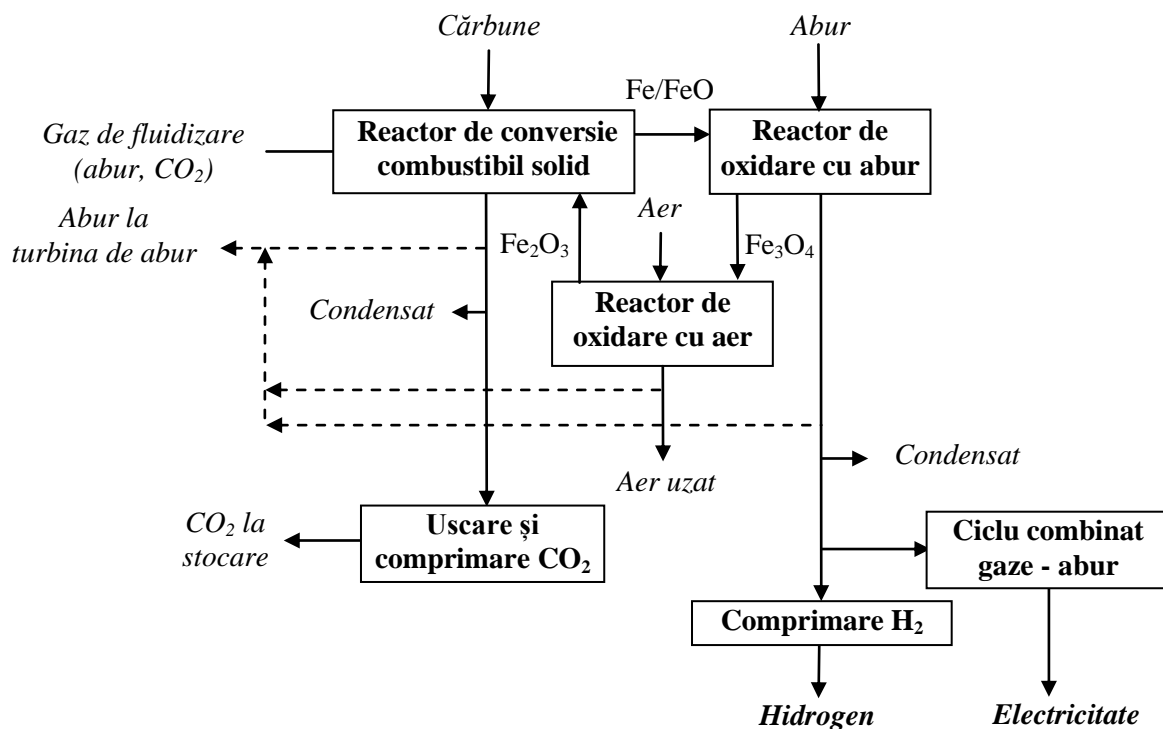 Cărbune
Abur
Fe/FeO
Gaz de fluidizare
(abur, CO₂)
Reactor de conversie
combustibil solid
Reactor de
oxidare cu abur
Abur la
turbina de abur
Fe₂O₃
Aer
Fe₃O₄
Condensat
Reactor de
oxidare cu aer
Condensat
Aer uzat
CO₂ la
stocare
Uscare și
comprimare CO₂
Ciclu combinat
gaze - abur
Comprimare H₂
Hidrogen
Electricitate